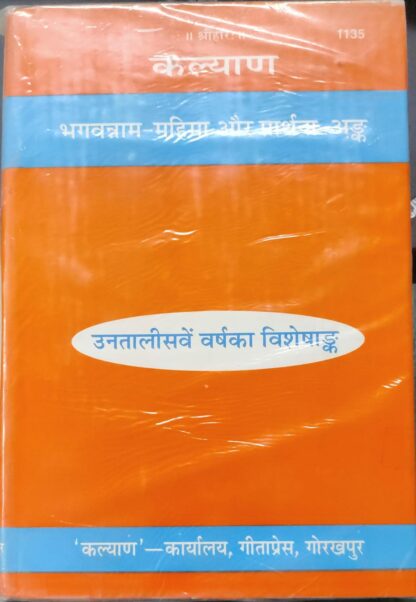 ॥ श्रीहरिः ॥ 1135
कल्याण
भगवन्नाम-महिमा और प्रार्थना-अङ्क
उनतालीसवें वर्षका विशेषाङ्क
'कल्याण'—कार्यालय, गीताप्रेस, गोरखपुर